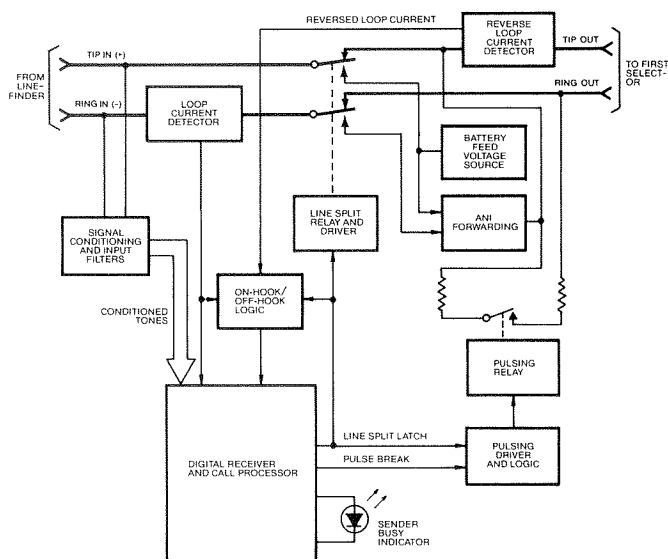 REVERSED LOOP CURRENT
REVERSE
LOOP
CURRENT
DETECTOR
TIP OUT
TIP IN (+)
TO FIRST
SELECT-
OR
FROM
LINE-
FINDER
RING OUT
RING IN (-)
LOOP
CURRENT
DETECTOR
BATTERY
FEED
VOLTAGE
SOURCE
LINE SPLIT
RELAY AND
DRIVER
ANI
FORWARDING
SIGNAL
CONDITIONING
AND INPUT
FILTERS
ON-HOOK/
OFF-HOOK
LOGIC
CONDITIONED
TONES
PULSING
RELAY
LINE SPLIT LATCH
PULSE BREAK
PULSING
DRIVER
AND LOGIC
DIGITAL RECEIVER
AND CALL PROCESSOR
SENDER
BUSY
INDICATOR